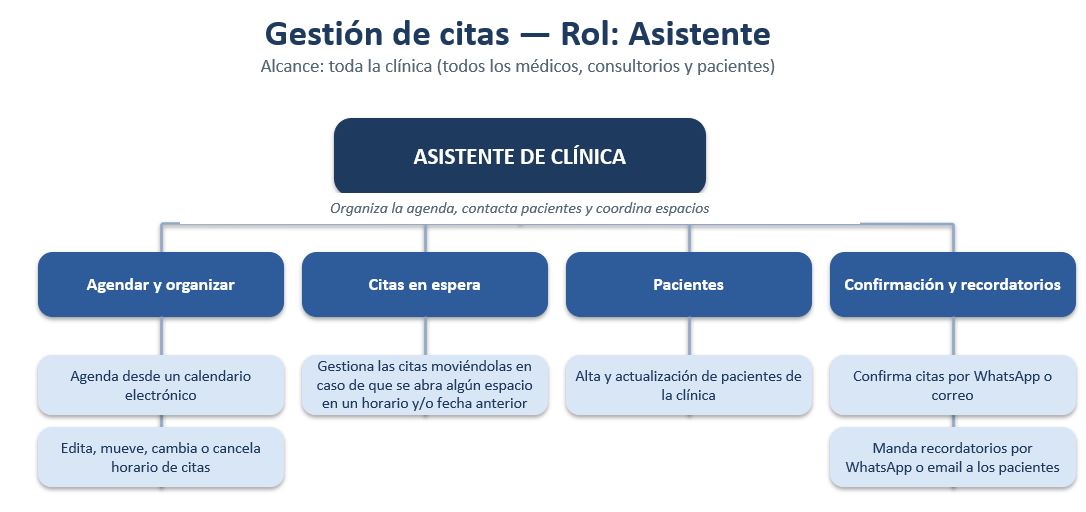 Gestión de citas — Rol: Asistente
Alcance: toda la clínica (todos los médicos, consultorios y pacientes)
ASISTENTE DE CLÍNICA
Organiza la agenda, contacta pacientes y coordina espacios
Agendar y organizar
Citas en espera
Pacientes
Confirmación y recordatorios
Agenda desde un calendario
electrónico
Gestiona las citas moviéndolas en
caso de que se abra algún espacio
en un horario y/o fecha anterior
Alta y actualización de pacientes de
la clínica
Confirma citas por WhatsApp o
correo
Edita, mueve, cambia o cancela
horario de citas
Manda recordatorios por
WhatsApp o email a los pacientes